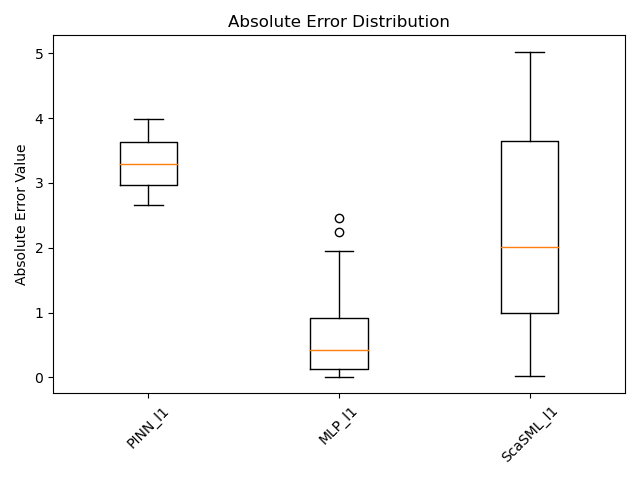 Absolute Error Distribution
Absolute Error Value
5
4
3
2
1
0
PINN_l1
MLP_l1
ScaSML_l1